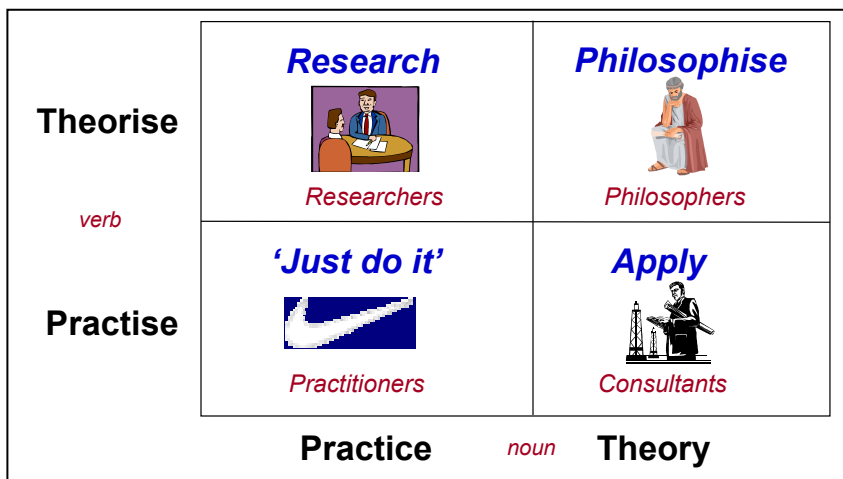 Research
Philosophise
Theorise
Researchers
Philosophers
verb
‘Just do it’
Apply
Practise
Practitioners
Consultants
Practice noun Theory